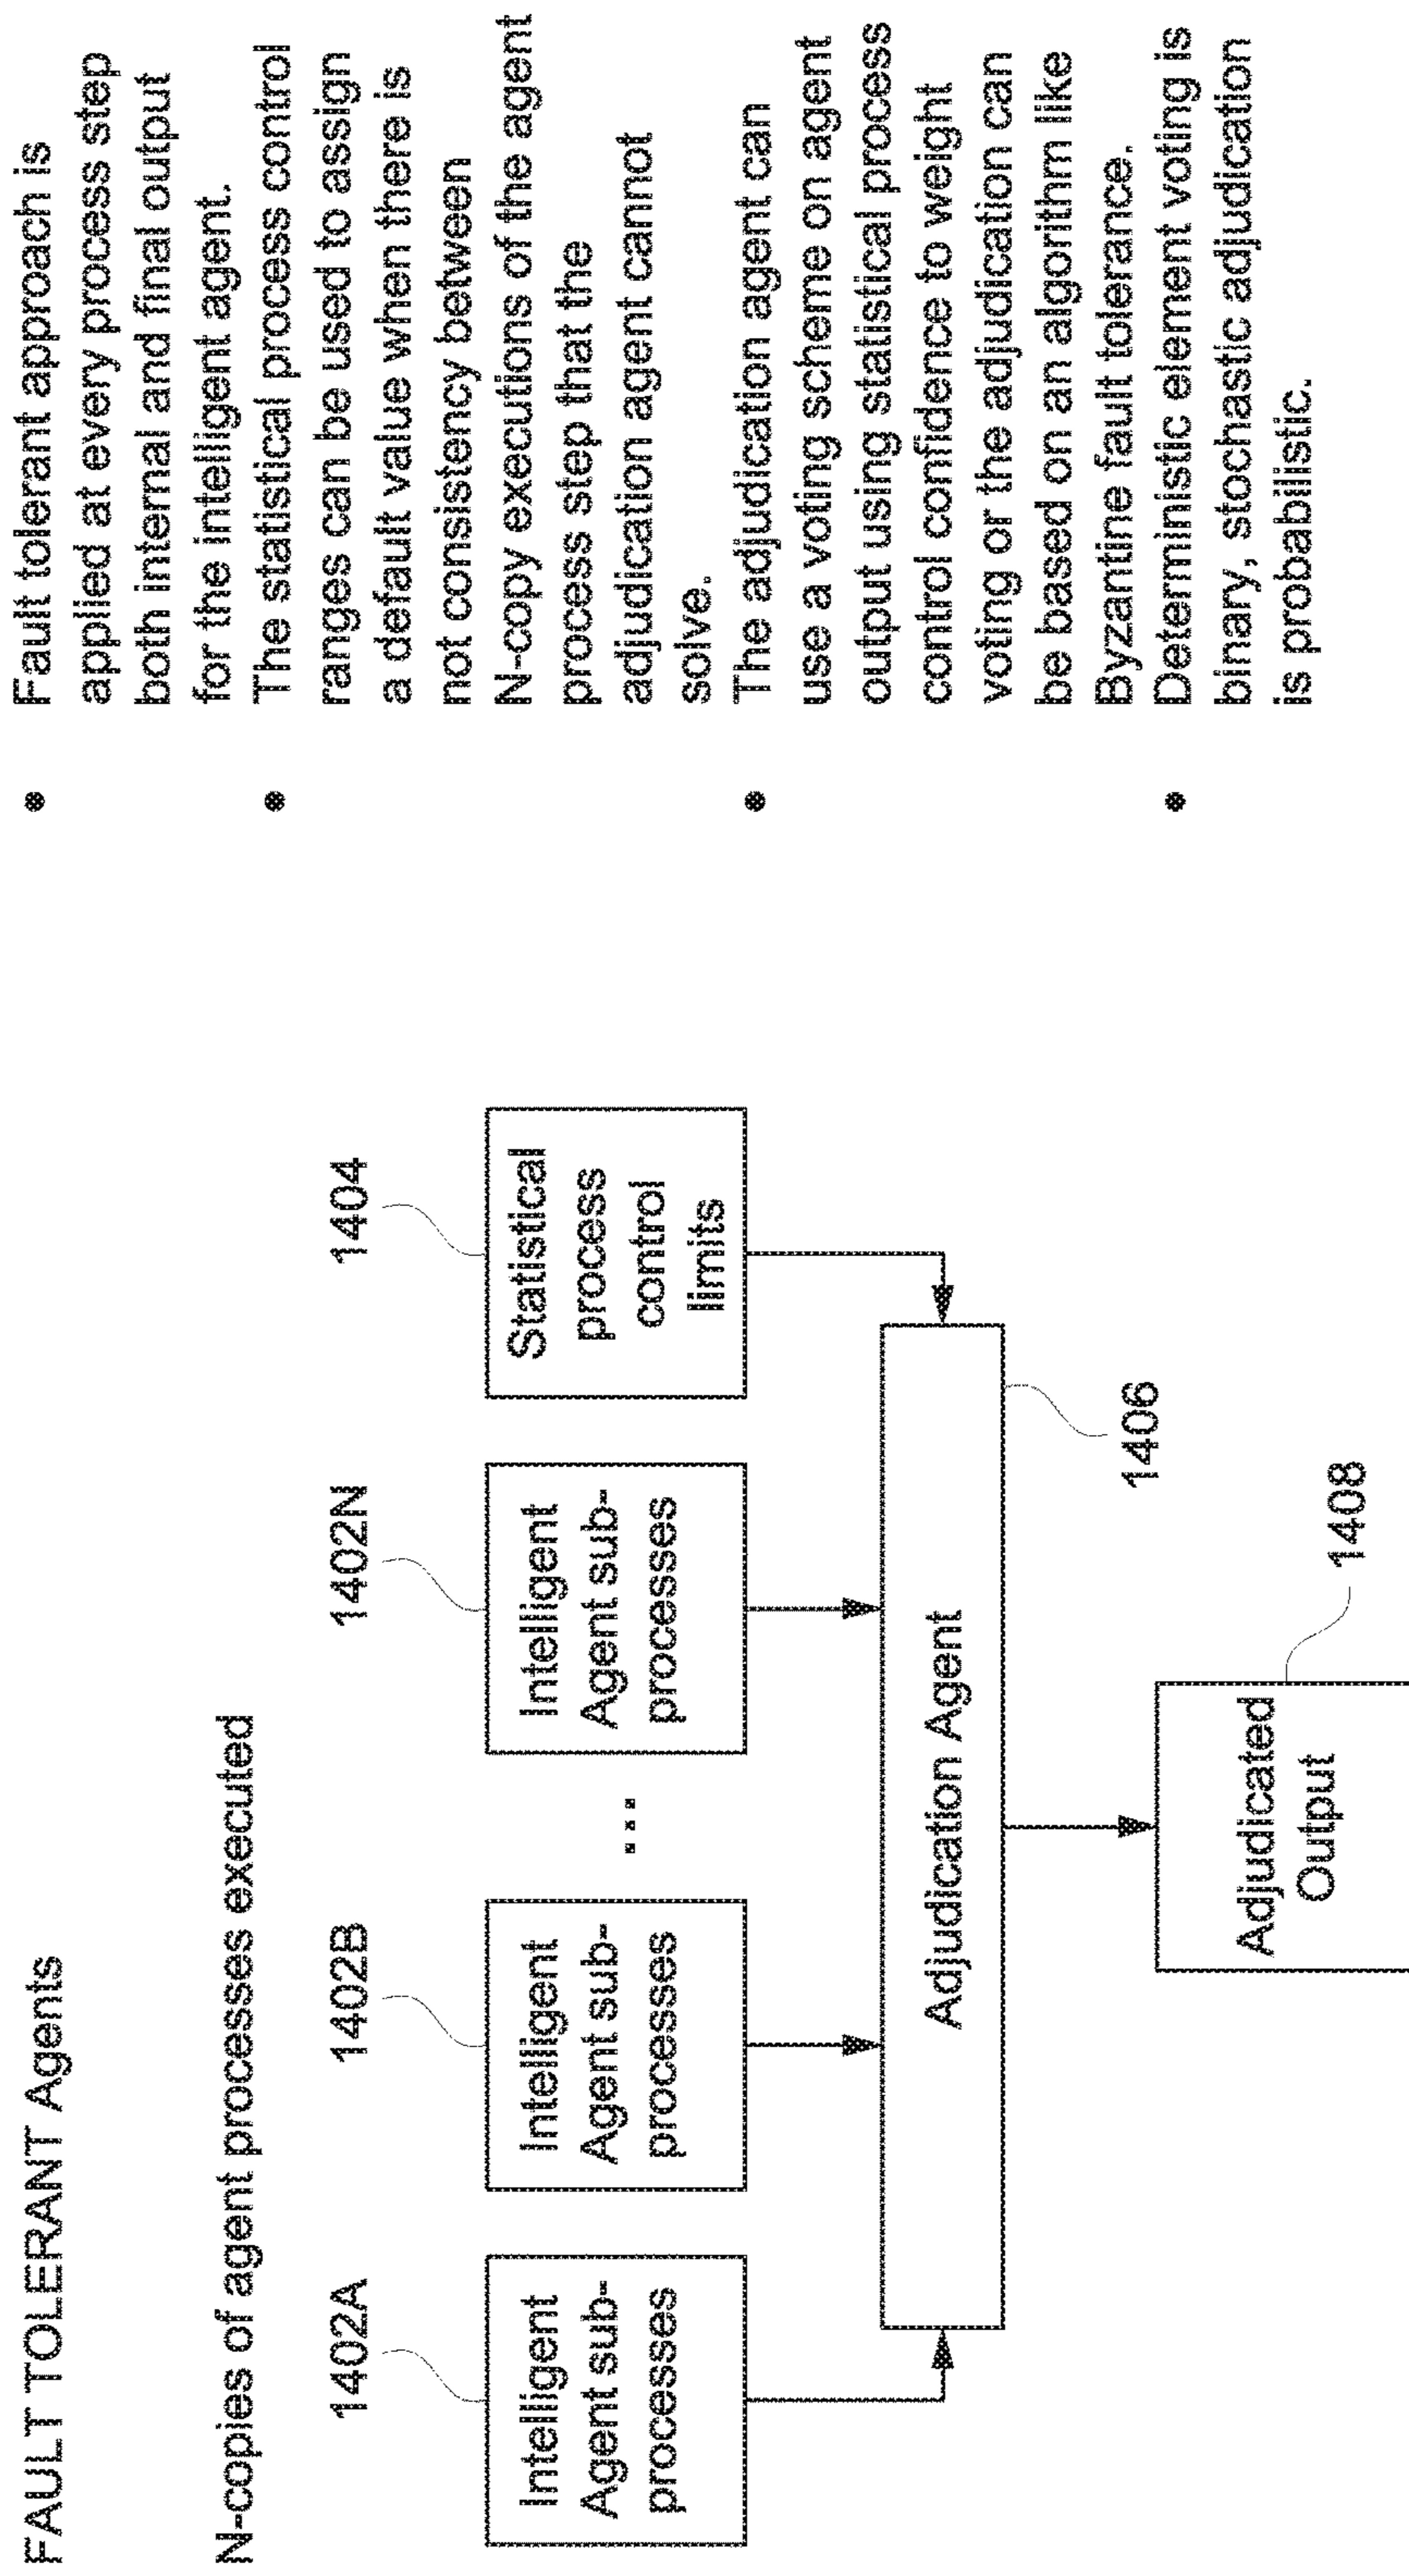 FAULT TOLERANT Agents
N-copies of agent processes executed
1402A
1402B
1402N
1404
Intelligent
Agent sub-
processes
Intelligent
Agent sub-
processes
...
Intelligent
Agent sub-
processes
Statistical
process
control
limits
Adjudication Agent
1406
Adjudicated
Output
1408
• Fault tolerant approach is
applied at every process step
both internal and final output
for the intelligent agent.
• The statistical process control
ranges can be used to assign
a default value when there is
not consistency between
N-copy executions of the agent
process step that the
adjudication agent cannot
solve.
• The adjudication agent can
use a voting scheme on agent
output using statistical process
control confidence to weight
voting or the adjudication can
be based on an algorithm like
Byzantine fault tolerance.
• Deterministic element voting is
binary, stochastic adjudication
is probabilistic.